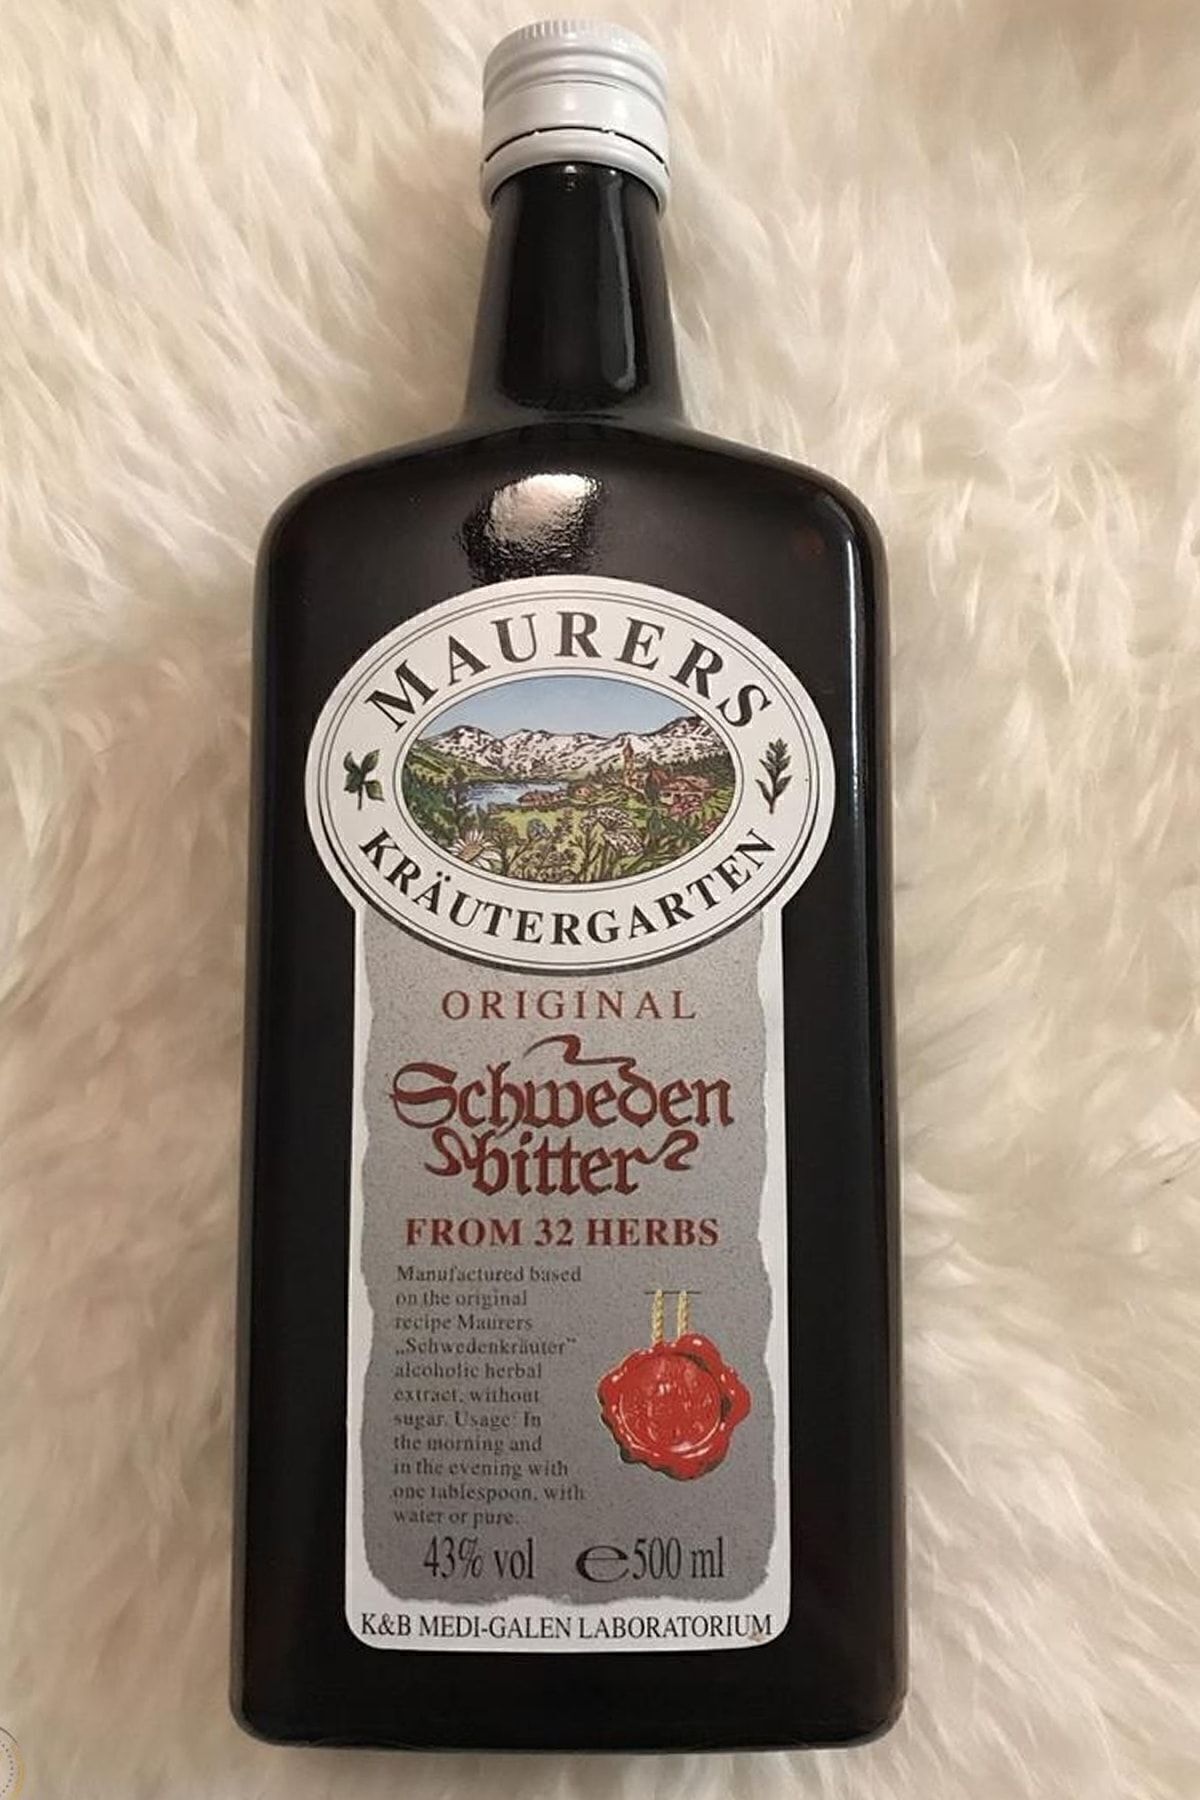 MAURERS
KRÄUTERGARTEN
ORIGINAL
Schweden
bitter
FROM 32 HERBS
Manufactured based
on the original
recipe Maurers
„Schwedenkräuter”
alcoholic herbal
extract, without
sugar. Usage: In
the morning and
in the evening with
one tablespoon, with
water or pure.
43% vol e500 ml
K&B MEDI-GALEN LABORATORIUM